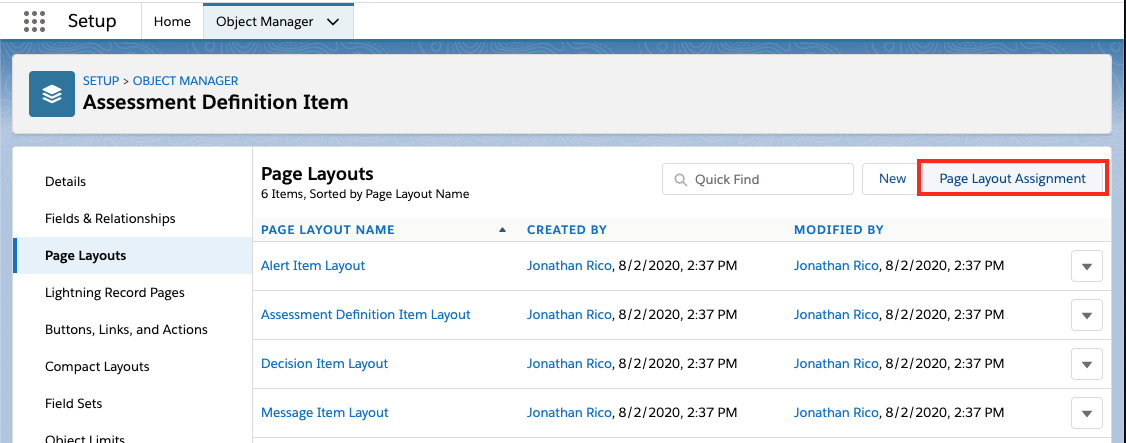 Setup Home Object Manager
SETUP > OBJECT MANAGER
Assessment Definition Item
Details
Fields & Relationships
Page Layouts
Lightning Record Pages
Buttons, Links, and Actions
Compact Layouts
Field Sets
Object Limits
Page Layouts
6 Items, Sorted by Page Layout Name
Quick Find New Page Layout Assignment
PAGE LAYOUT NAME CREATED BY MODIFIED BY
Alert Item Layout Jonathan Rico, 8/2/2020, 2:37 PM Jonathan Rico, 8/2/2020, 2:37 PM
Assessment Definition Item Layout Jonathan Rico, 8/2/2020, 2:37 PM Jonathan Rico, 8/2/2020, 2:37 PM
Decision Item Layout Jonathan Rico, 8/2/2020, 2:37 PM Jonathan Rico, 8/2/2020, 2:37 PM
Message Item Layout Jonathan Rico, 8/2/2020, 2:37 PM Jonathan Rico, 8/2/2020, 2:37 PM